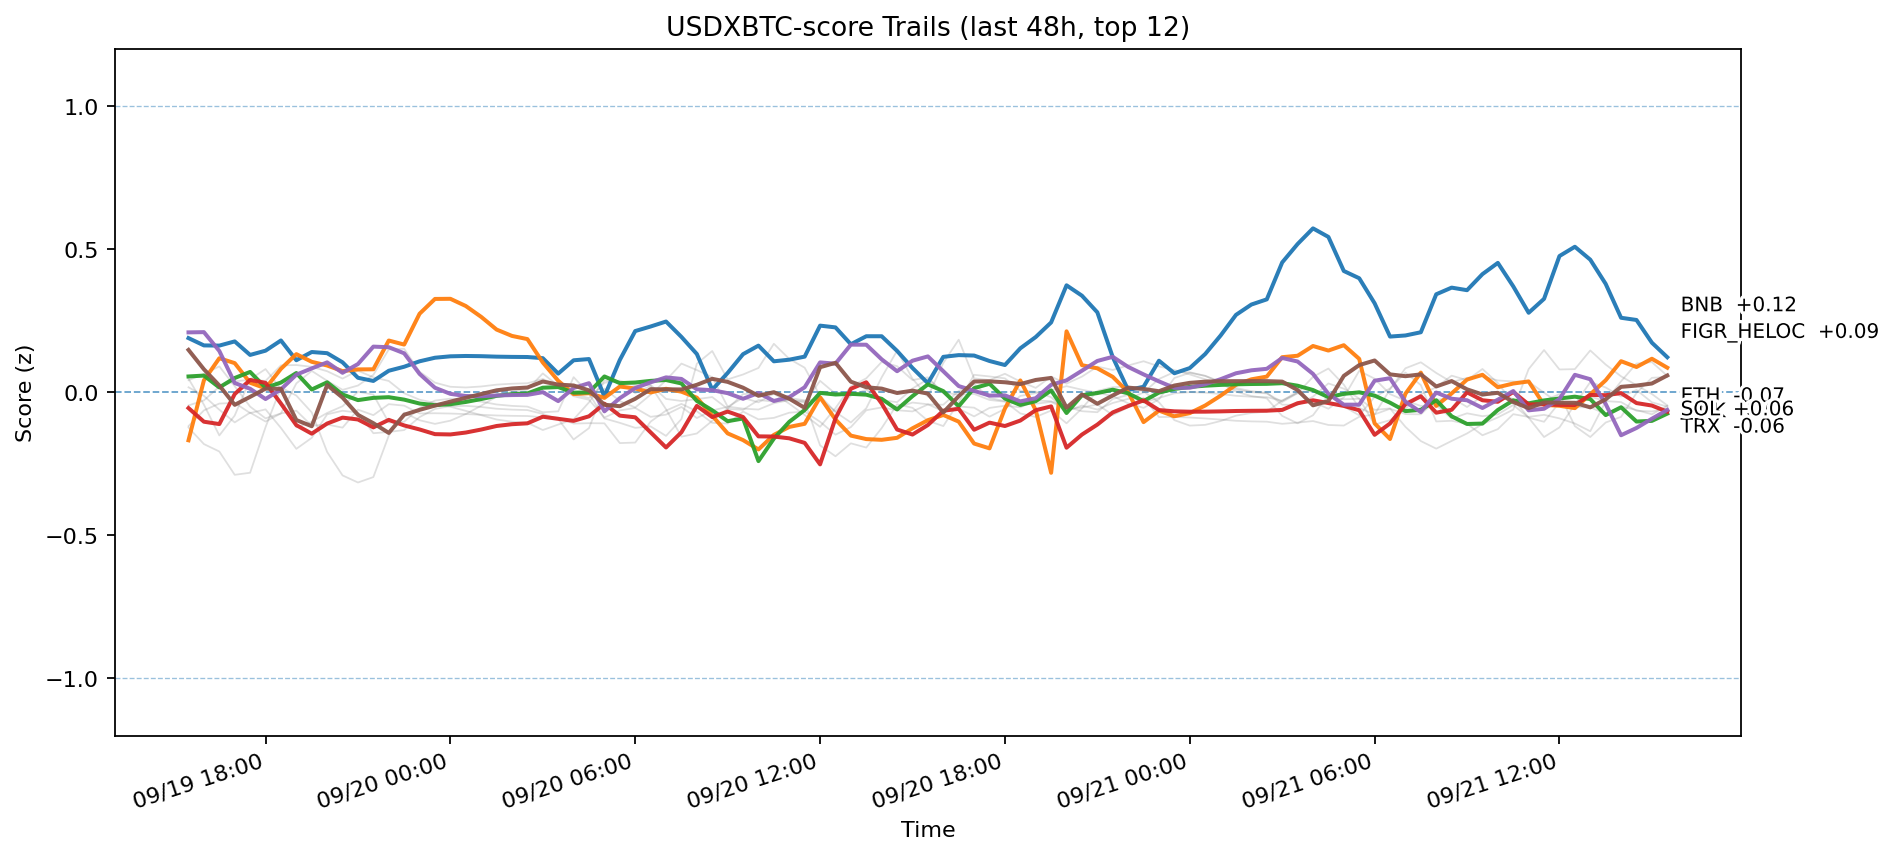 USDXBTC-score Trails (last 48h, top 12)
Score (z)
1.0
0.5
0.0
−0.5
−1.0
BNB +0.12
FIGR_HELOC +0.09
ETH -0.07
+0.06
TRX -0.06
09/19 18:00
09/20 00:00
09/20 06:00
09/20 12:00
09/20 18:00
09/21 00:00
09/21 06:00
09/21 12:00
Time